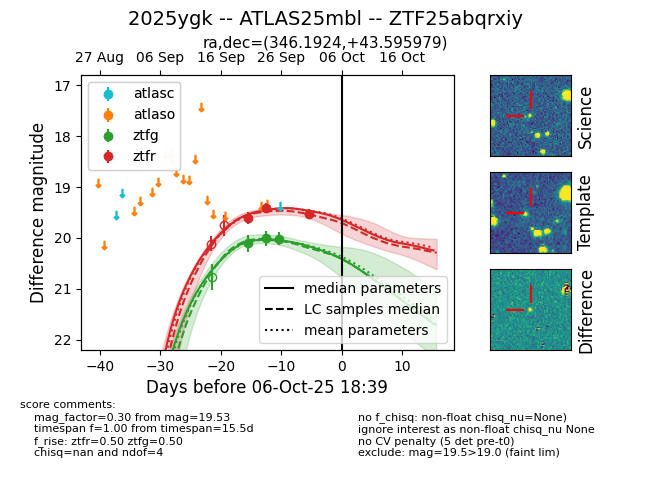 2025ygk -- ATLAS25mbl -- ZTF25abqrxiy
ra,dec=(346.1924,+43.595979)
27 Aug 06 Sep 16 Sep 26 Sep 06 Oct 16 Oct
17
18
19
20
21
22
Difference magnitude
atlasc
atlaso
ztfg
ztfr
median pameters
LC samples median
mean parameters
−40 −30 −20 −10 0 10
Days before 06-Oct-25 18:39
Science
Template
Difference
score comments:
mag_factor=0.30 from mag=19.53
timespan f=1.00 from timespan=15.5d
f_rise: ztfr=0.50 ztfg=0.50
chisq=nan and ndof=4
no f_chisq: non-float chisq_nu=None)
ignore interest as non-float chisq_nu None
no CV penalty (5 det pre-t0)
exclude: mag=19.5>19.0 (faint lim)